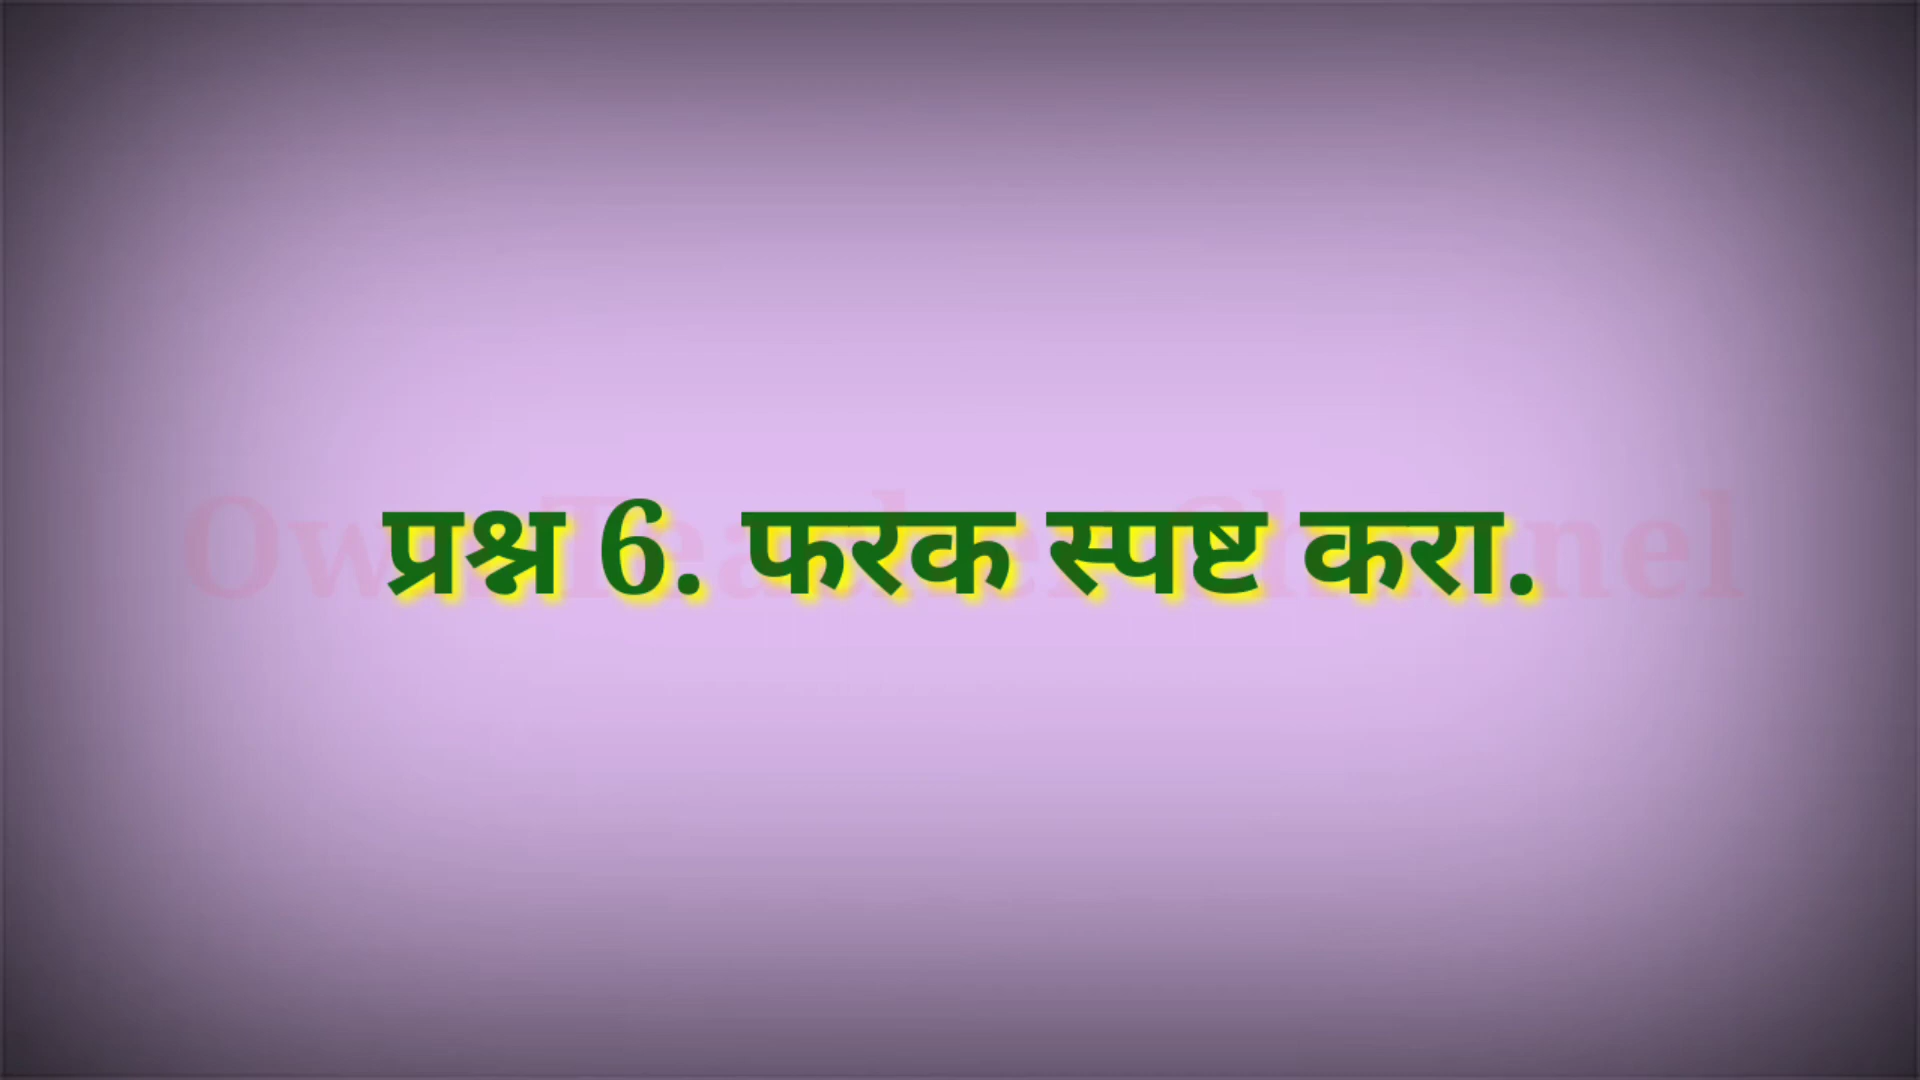 प्रश्न 6. फरक स्पष्ट करा.